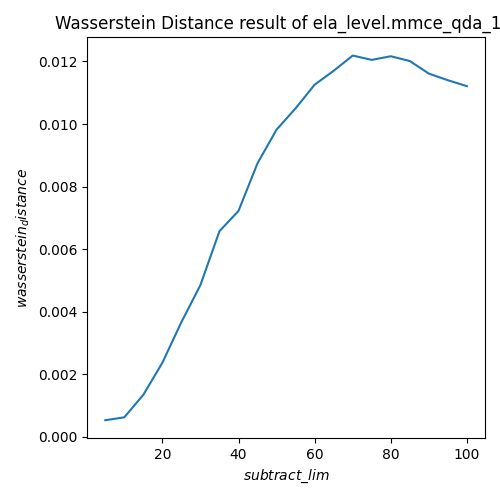 Wasserstein Distance result of ela_level.mmce_qda_1
0.012
0.010
0.008
0.006
0.004
0.002
0.000
wasserstein_distance
20 40 60 80 100
subtract_lim